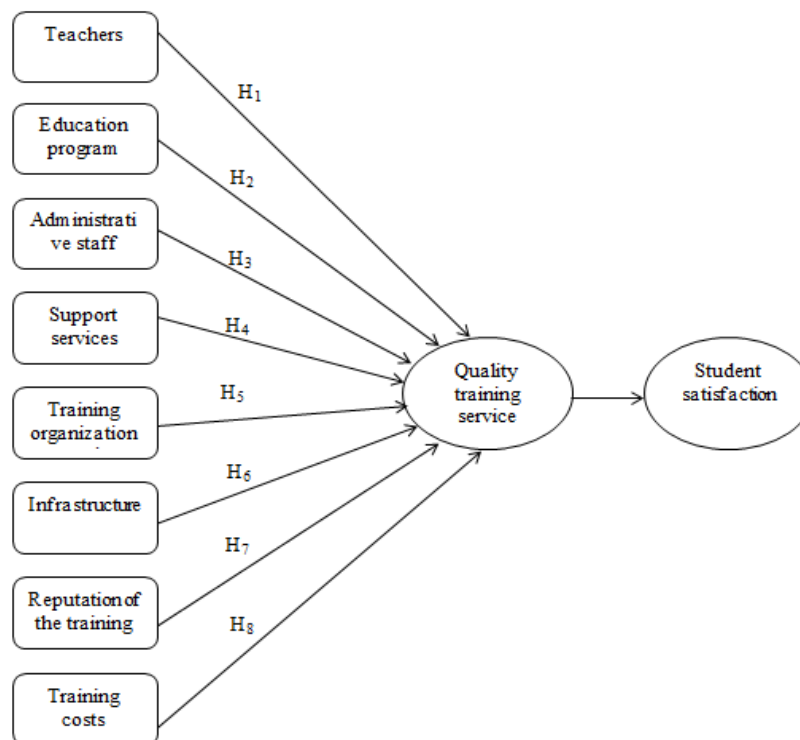 Teachers
H1
Education
program
H2
Administrati
ve staff
H3
Support
services
H4
Training
organization
H5
Infrastructure
H6
Reputation of
the training
H7
Training
costs
H8
Quality
training
service
Student
satisfaction